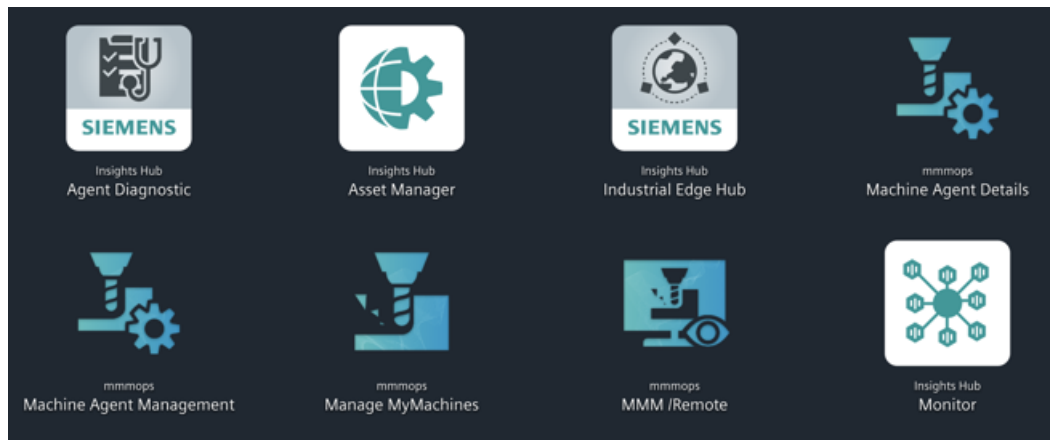 SIEMENS
Insights Hub
Agent Diagnostic
Insights Hub
Asset Manager
SIEMENS
Insights Hub
Industrial Edge Hub
mmmops
Machine Agent Details
mmmops
Machine Agent Management
mmmops
Manage MyMachines
mmmops
MMM /Remote
Insights Hub
Monitor